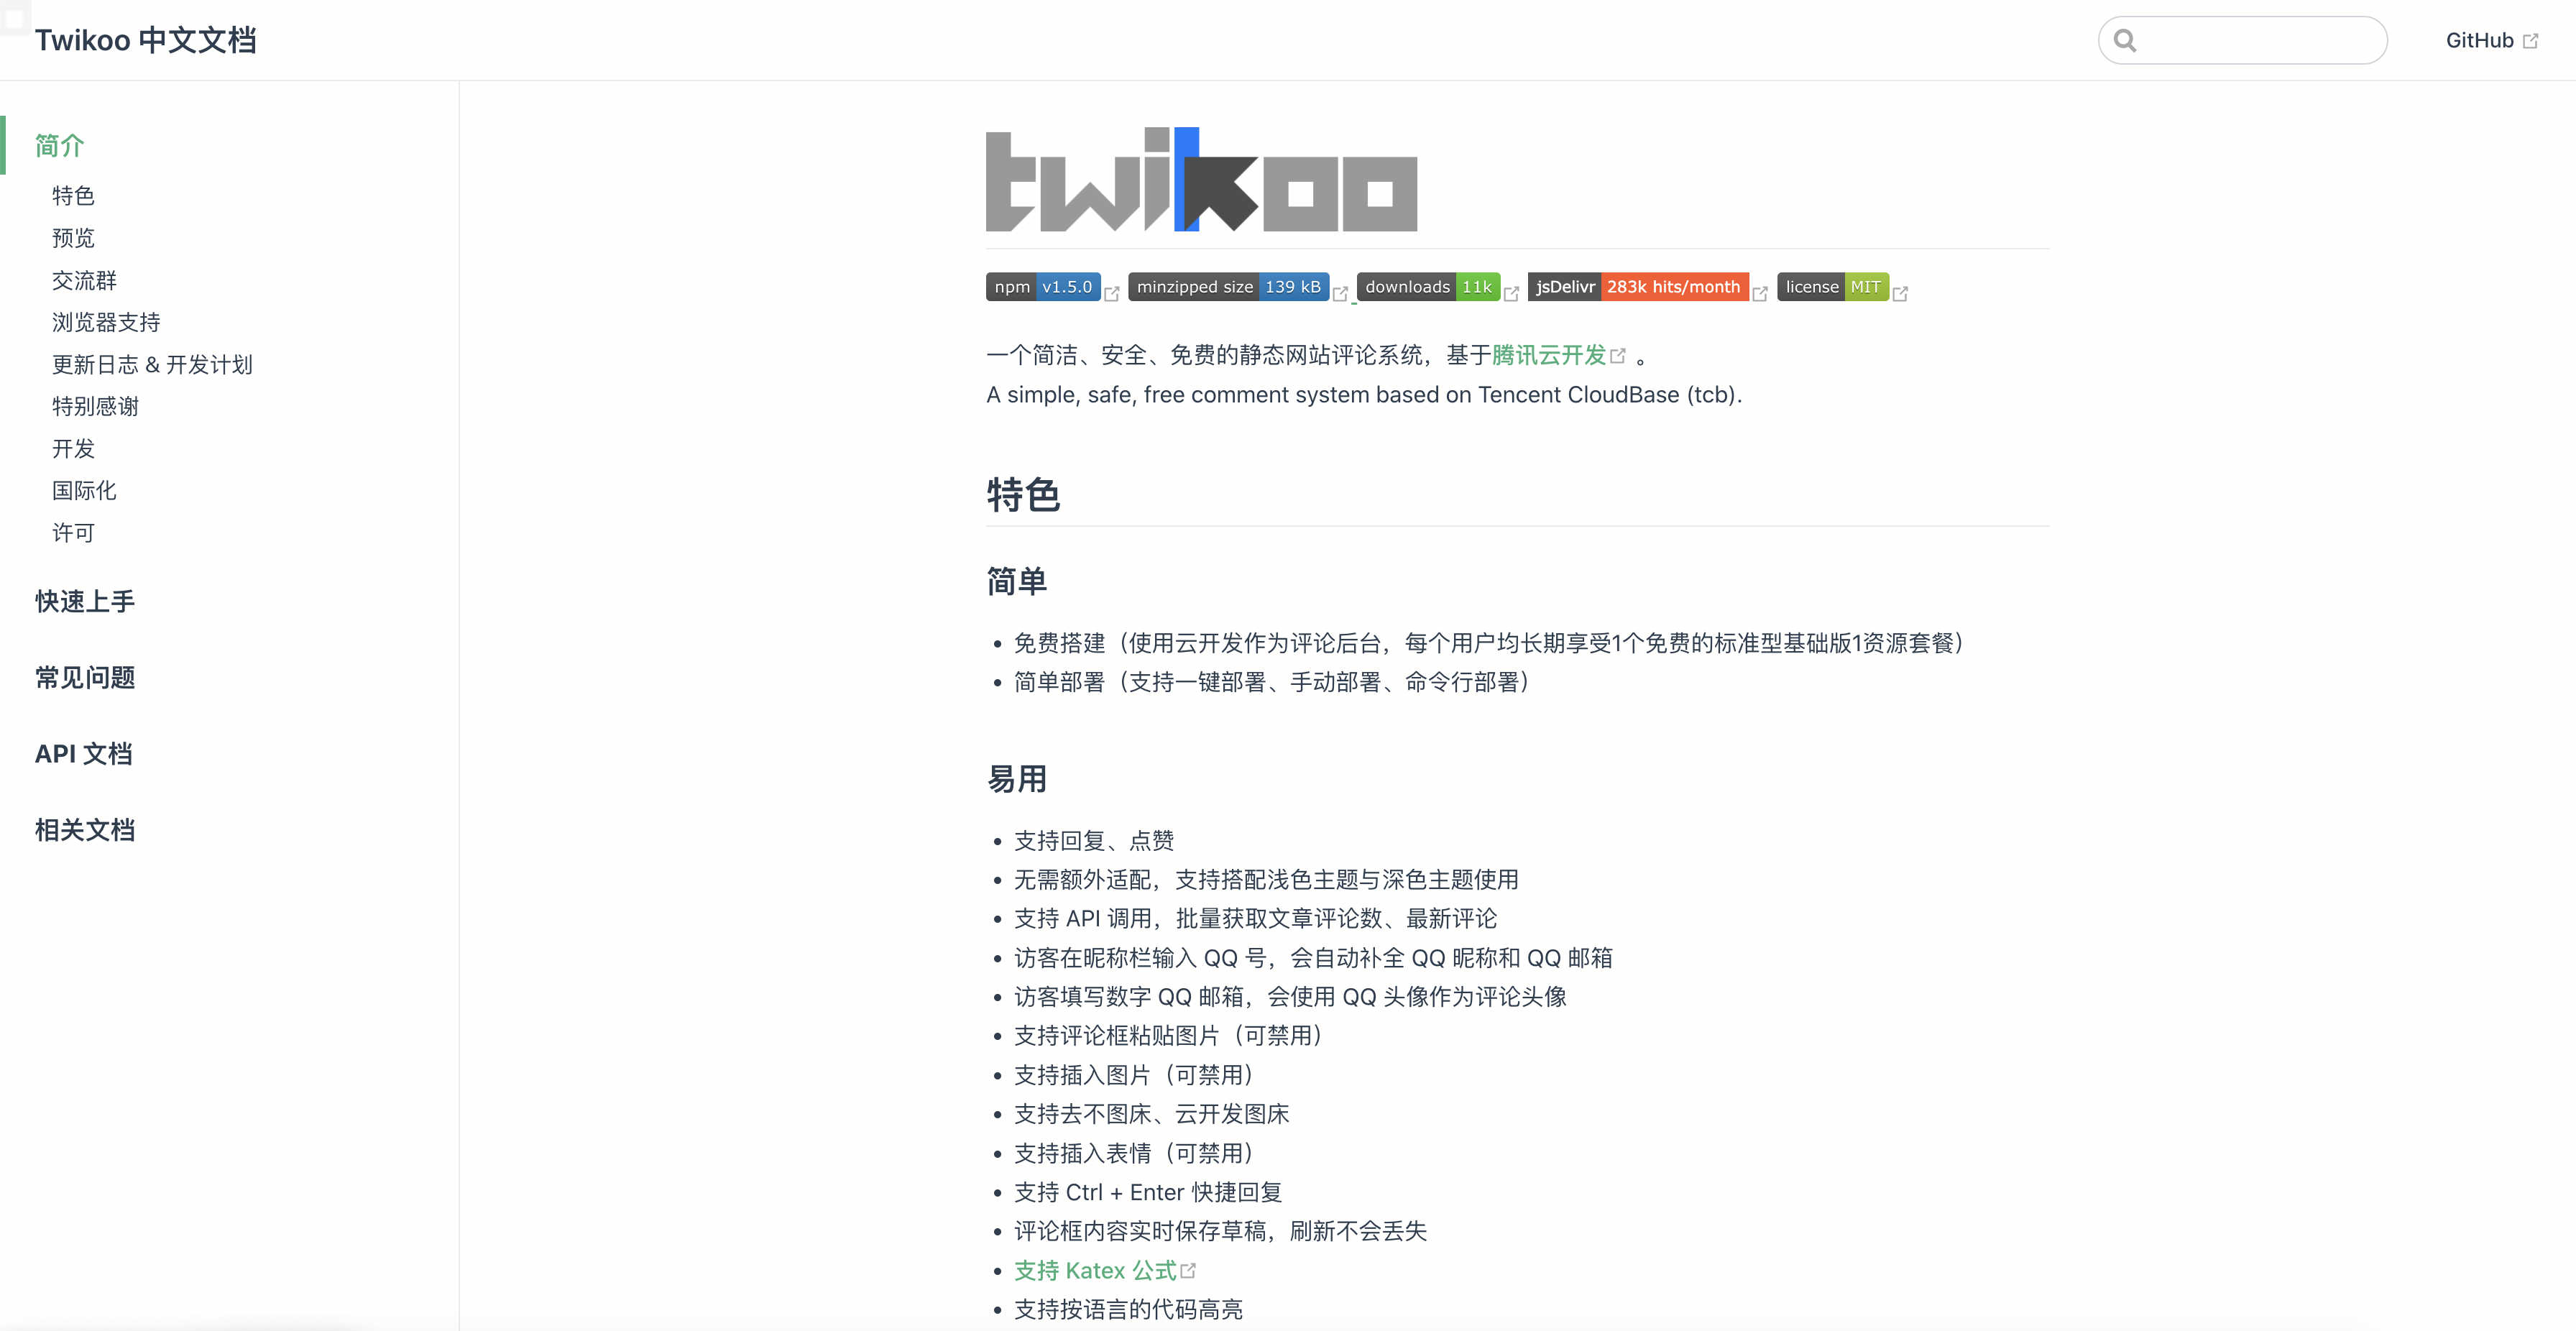 Twikoo 中文文档
GitHub
简介
特色
预览
交流群
浏览器支持
更新日志 & 开发计划
特别感谢
开发
国际化
许可
快速上手
常见问题
API 文档
相关文档
twikoo
npm v1.5.0 minzipped size 139 kB downloads 11k jsDelivr 283k hits/month license MIT
一个简洁、安全、免费的静态网站评论系统，基于腾讯云开发 。
A simple, safe, free comment system based on Tencent CloudBase (tcb).
特色
简单
• 免费搭建（使用云开发作为评论后台，每个用户均长期享受1个免费的标准型基础版1资源套餐）
• 简单部署（支持一键部署、手动部署、命令行部署）
易用
• 支持回复、点赞
• 无需额外适配，支持搭配浅色主题与深色主题使用
• 支持 API 调用，批量获取文章评论数、最新评论
• 访客在昵称栏输入 QQ 号，会自动补全 QQ 昵称和 QQ 邮箱
• 访客填写数字 QQ 邮箱，会使用 QQ 头像作为评论头像
• 支持评论框粘贴图片（可禁用）
• 支持插入图片（可禁用）
• 支持去不图床、云开发图床
• 支持插入表情（可禁用）
• 支持 Ctrl + Enter 快捷回复
• 评论框内容实时保存草稿，刷新不会丢失
• 支持 Katex 公式
• 支持按语言的代码高亮